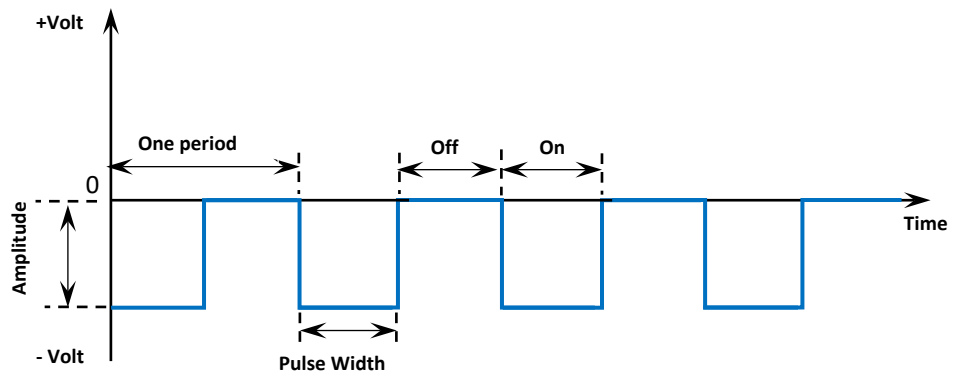 +Volt
One period
Off
On
0
Time
Amplitude
- Volt
Pulse Width